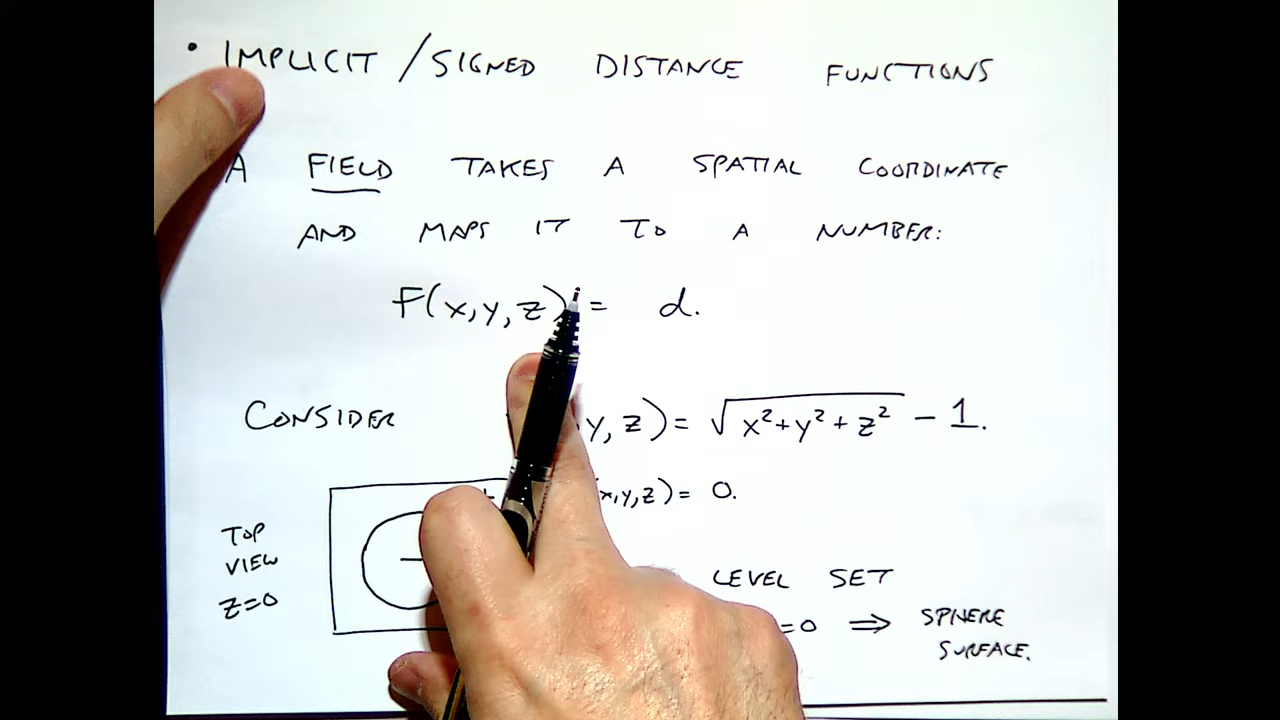 • IMPLICIT / SIGNED DISTANCE FUNCTIONS
A FIELD TAKES A SPATIAL COORDINATE
AND MAPS IT TO A NUMBER:
F(x,y,z) = d.
CONSIDER y, z) = √x²+y²+z² - 1.
+ x,y,z) = 0.
TOP
VIEW
z=0
-
LEVEL SET
=0 ⇒ SPHERE
SURFACE.